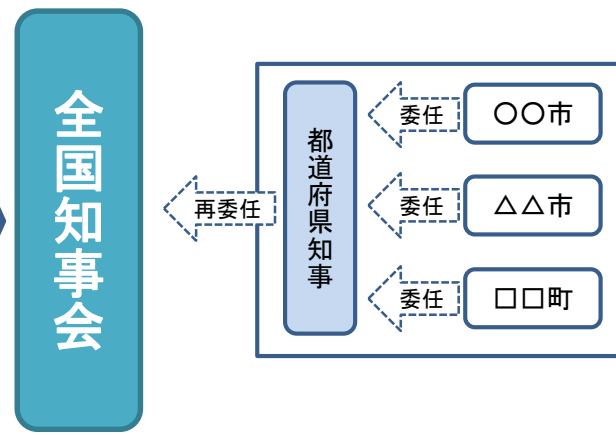 全国知事会
再委任
都道府県知事
委任
〇〇市
委任
△△市
委任
□□町